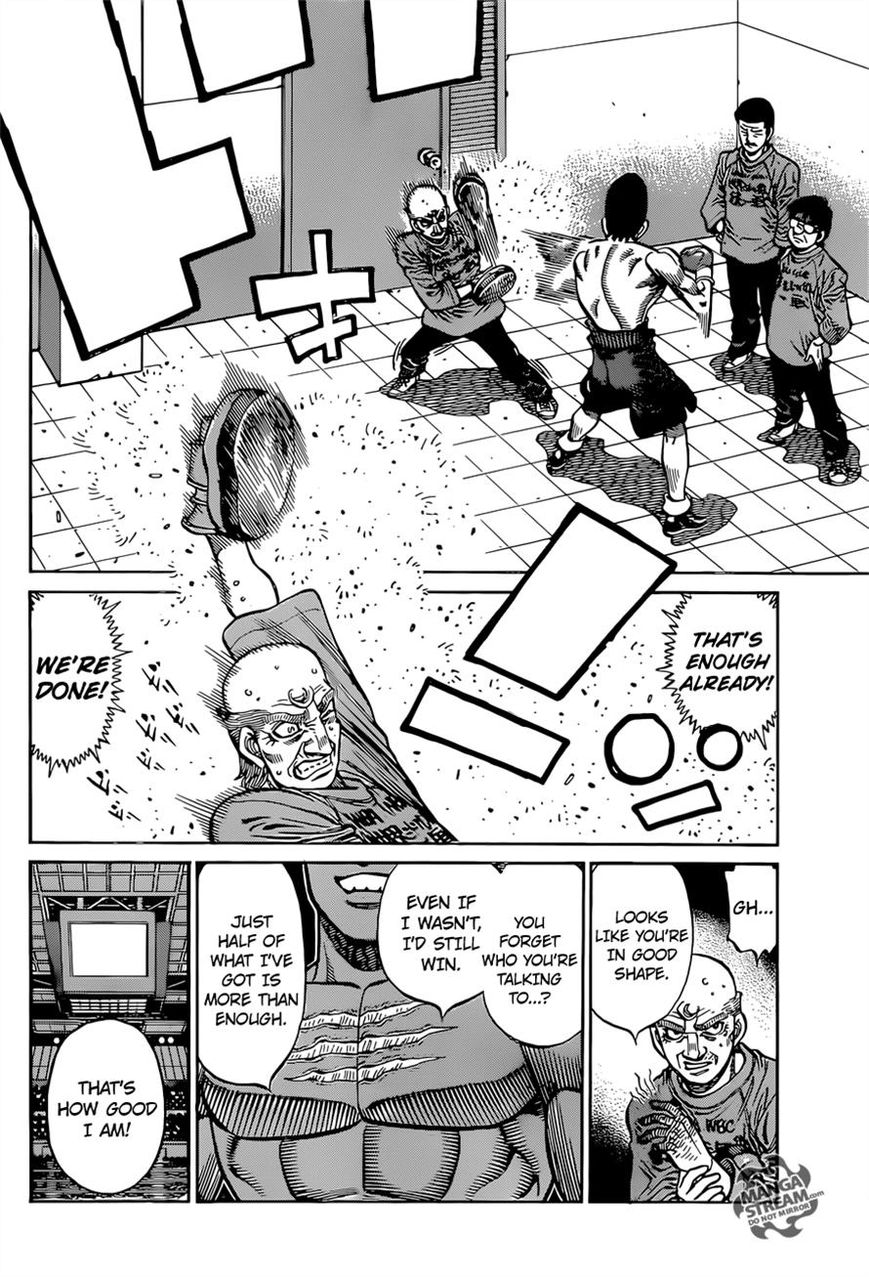 THAT'S
ENOUGH
ALREADY!
WE'RE
DONE!
GH...
LOOKS
LIKE YOU'RE
IN GOOD
SHAPE.
WBC
YOU
FORGET
WHO YOU'RE
TALKING
TO...?
EVEN IF
I WASN'T,
I'D STILL
WIN.
JUST
HALF OF
WHAT I'VE
GOT IS
MORE THAN
ENOUGH.
THAT'S
HOW GOOD
I AM!
MANGA
STREAM.com
DO NOT MIRROR